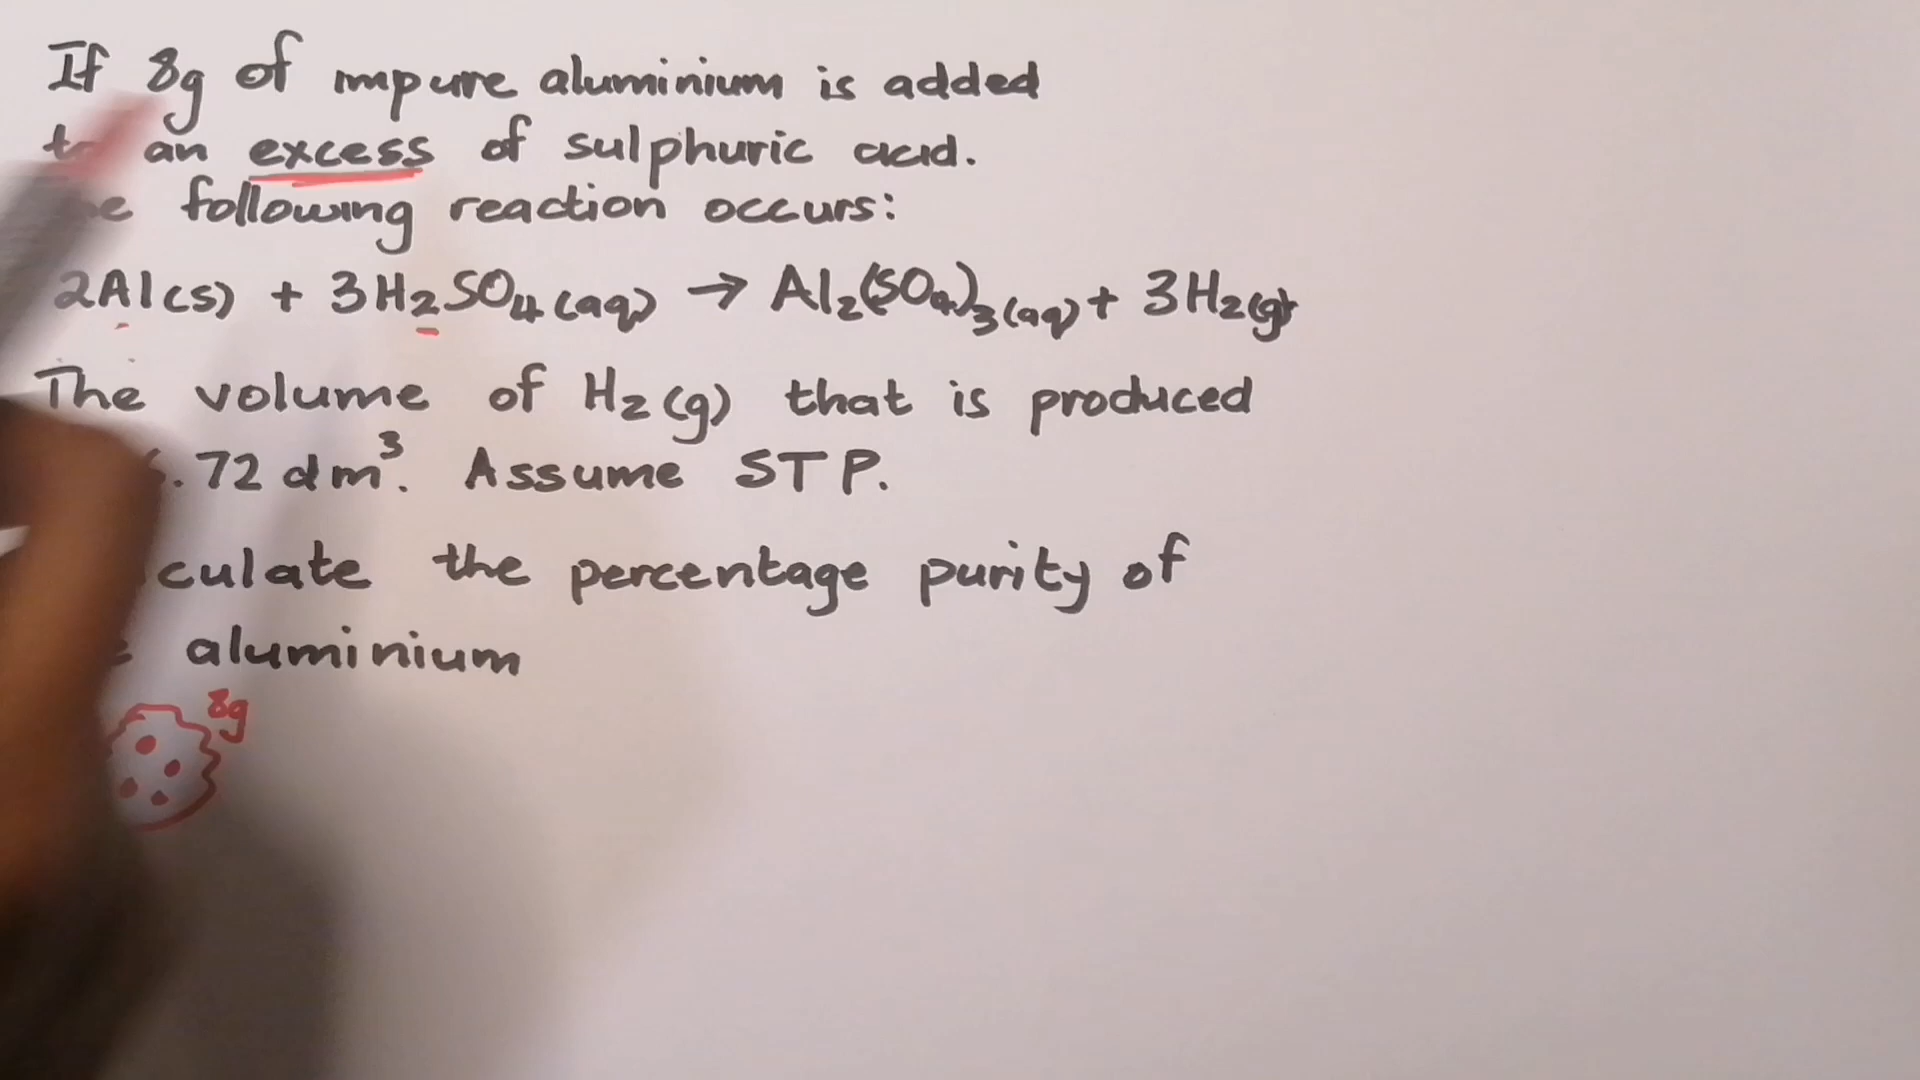 If 8g of impure aluminium is added
to an excess of sulphuric acid.
following reaction occurs:
2Al(s) + 3H₂SO₄(aq) → Al₂(SO₄)₃(aq) + 3H₂(g)
The volume of H₂(g) that is produced
.72 dm³. Assume STP.
culate the percentage purity of
aluminium
8g